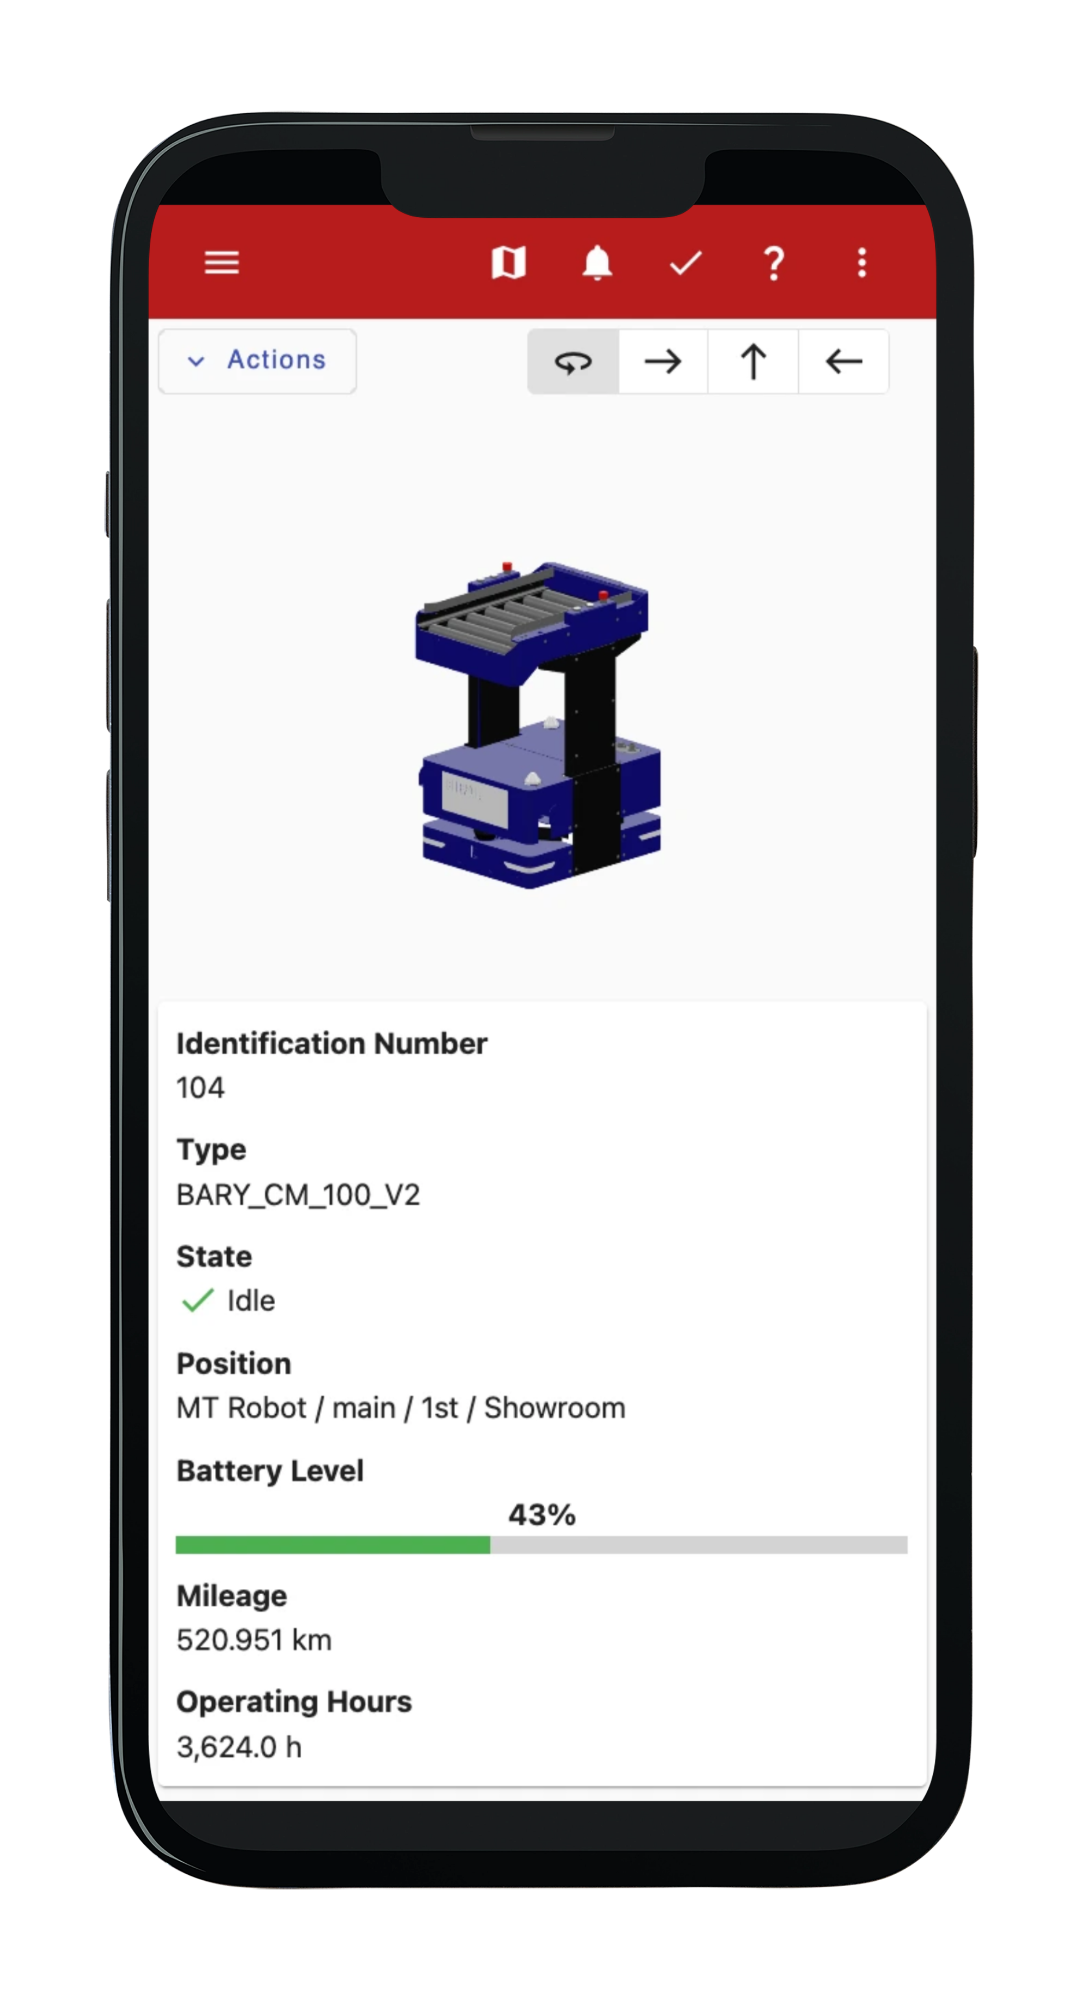 Actions
Identification Number
104
Type
BARY_CM_100_V2
State
Idle
Position
MT Robot / main / 1st / Showroom
Battery Level
43%
Mileage
520.951 km
Operating Hours
3,624.0 h